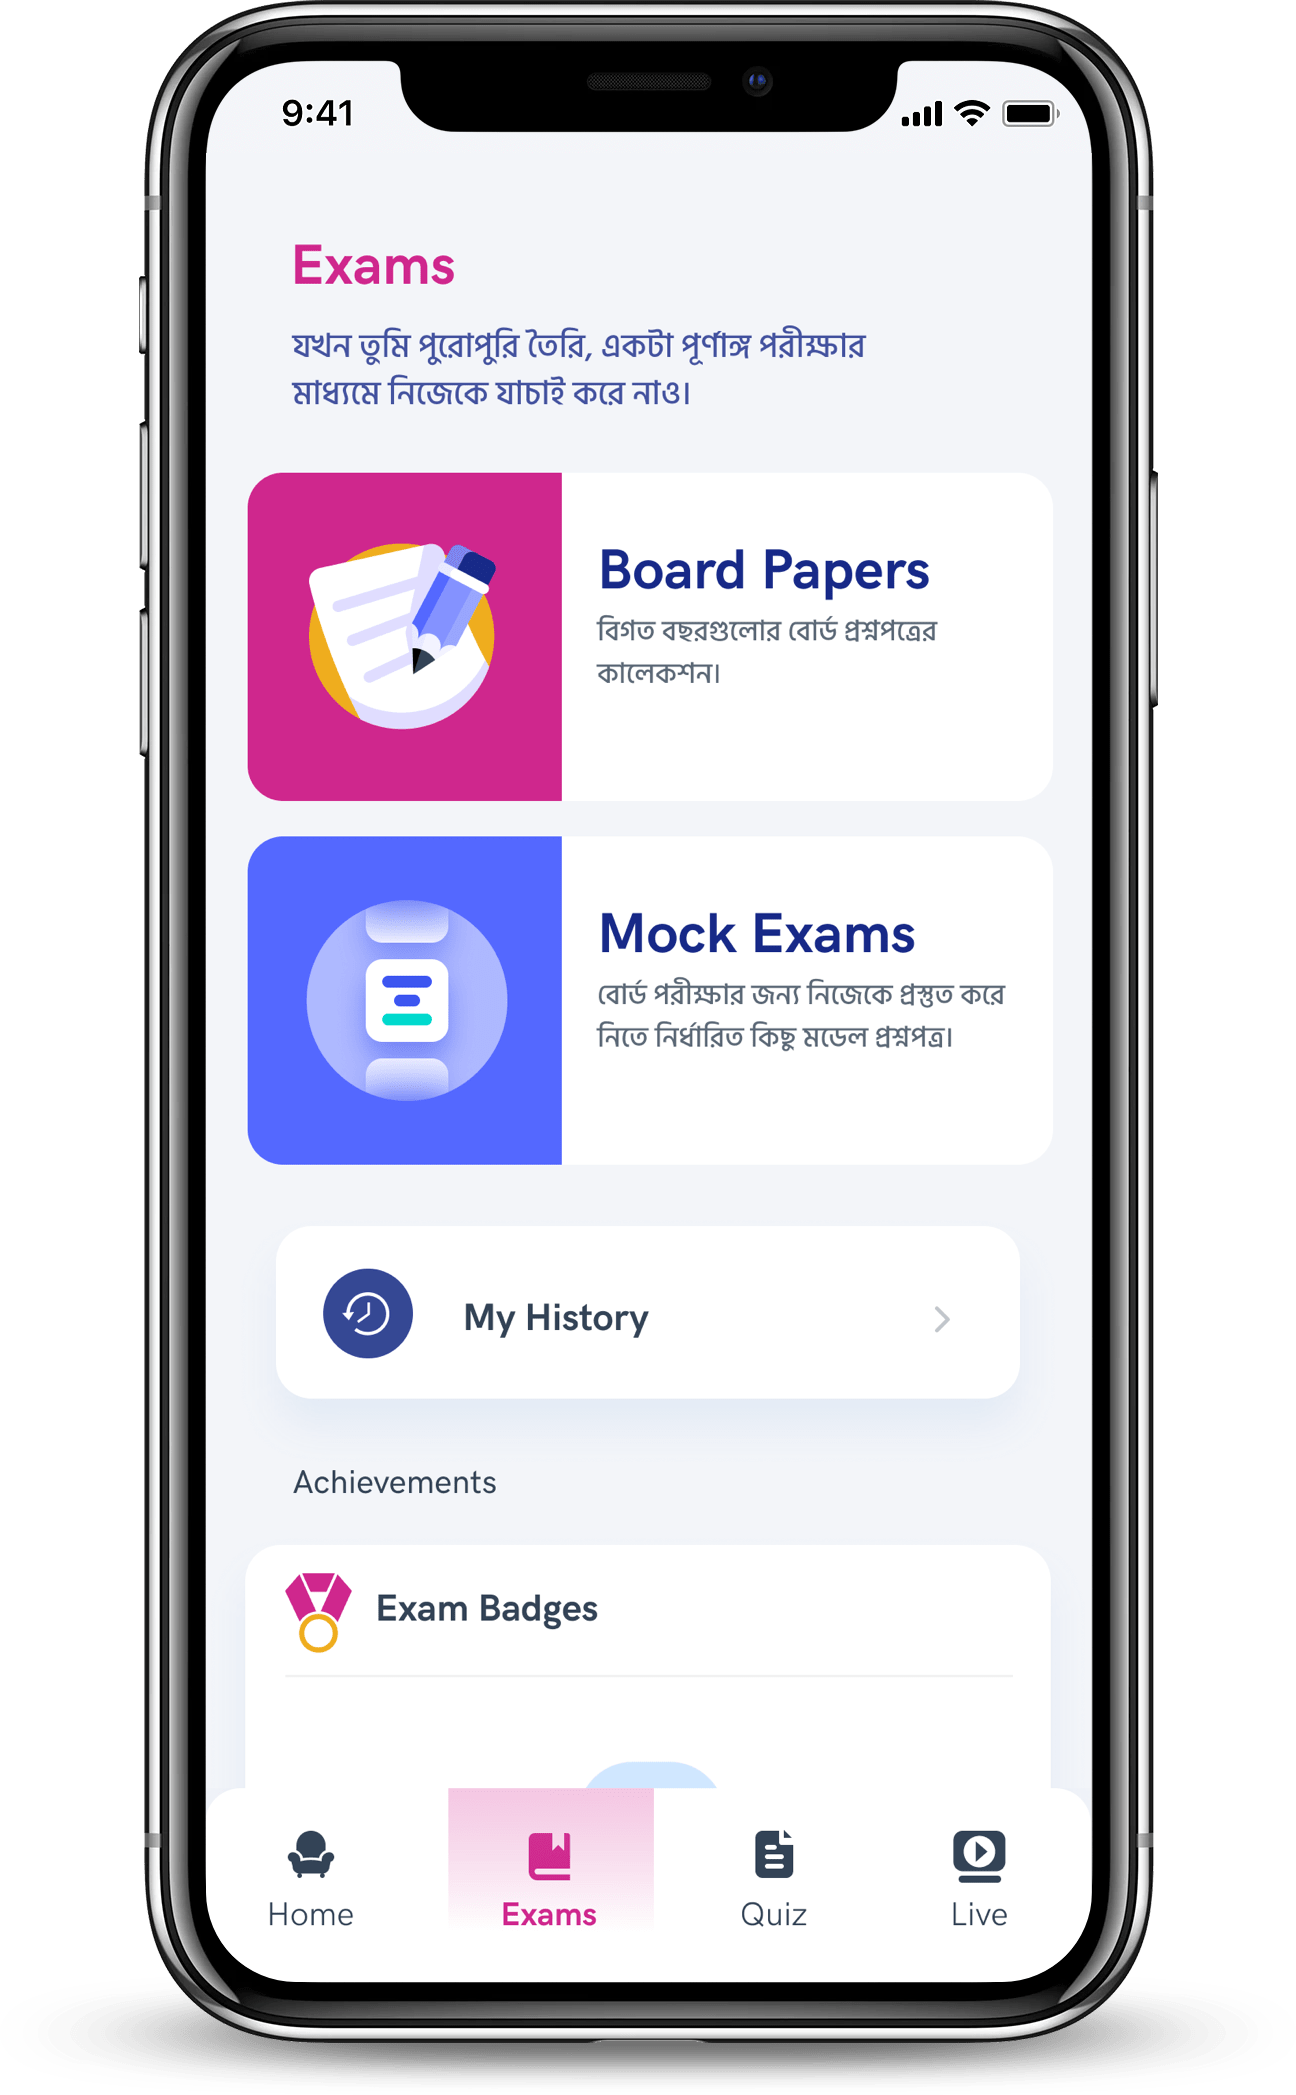 9:41
Exams
যখন তুমি পুরোপুরি তৈরি, একটা পূর্ণাঙ্গ পরীক্ষার
মাধ্যমে নিজেকে যাচাই করে নাও।
Board Papers
বিগত বছরগুলোর বোর্ড প্রশ্নপত্রের
কালেকশন।
Mock Exams
বোর্ড পরীক্ষার জন্য নিজেকে প্রস্তুত করে
নিতে নির্ধারিত কিছু মডেল প্রশ্নপত্র।
My History
Achievements
Exam Badges
Home Exams Quiz Live